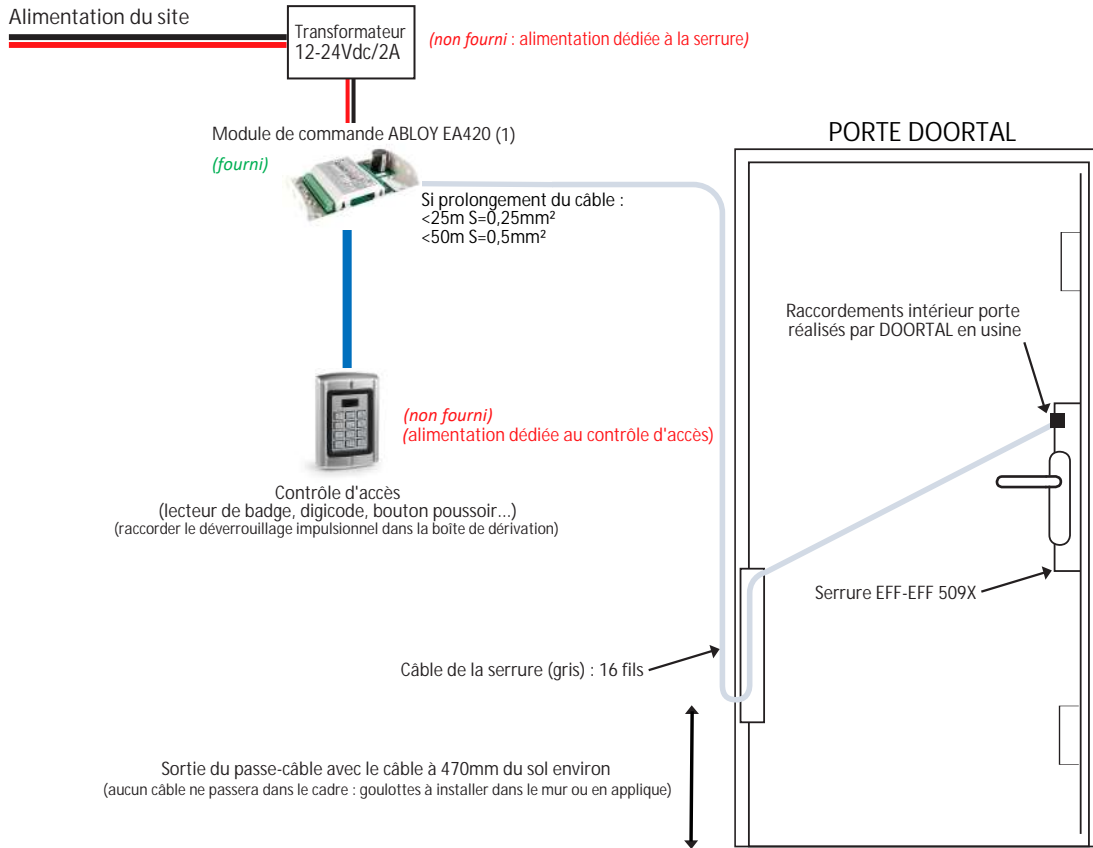 Alimentation du site
Transformateur
12-24Vdc/2A
(non fourni : alimentation dédiée à la serrure)
Module de commande ABLOY EA420 (1)
(fourni)
PORTE DOORTAL
Si prolongement du câble :
<25m S=0,25mm²
<50m S=0,5mm²
Raccordements intérieur porte
réalisés par DOORTAL en usine
(non fourni)
(alimentation dédiée au contrôle d'accès)
Contrôle d'accès
(lecteur de badge, digicode, bouton poussoir...)
(raccorder le déverrouillage impulsionnel dans la boîte de dérivation)
Serrure EFF-EFF 509X
Câble de la serrure (gris) : 16 fils
Sortie du passe-câble avec le câble à 470mm du sol environ
(aucun câble ne passera dans le cadre : goulottes à installer dans le mur ou en applique)